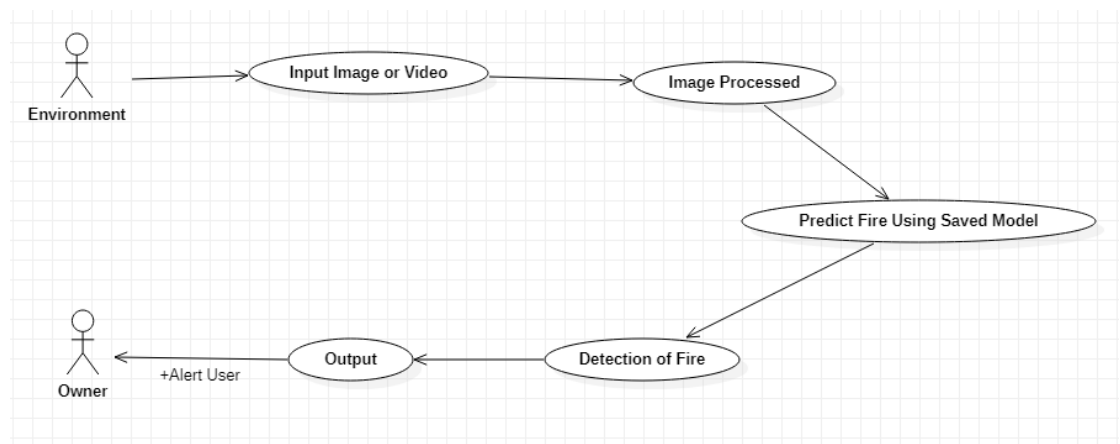 Environment
Input Image or Video
Image Processed
Predict Fire Using Saved Model
Detection of Fire
Output
+Alert User
Owner